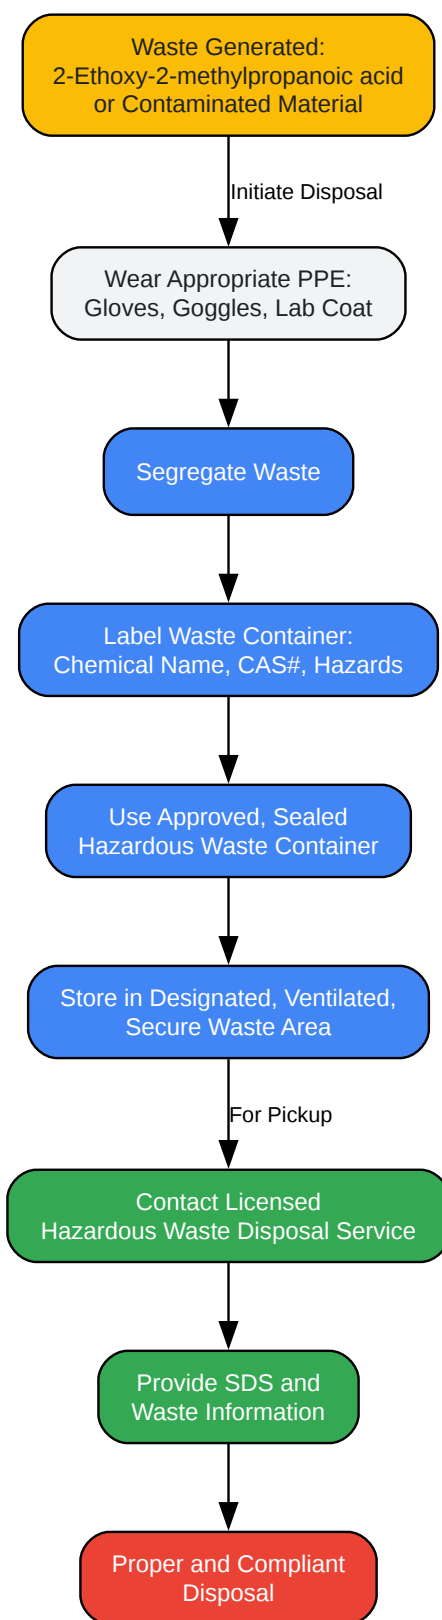 Waste Generated:
2-Ethoxy-2-methylpropanoic acid
or Contaminated Material
Initiate Disposal
Wear Appropriate PPE:
Gloves, Goggles, Lab Coat
Segregate Waste
Label Waste Container:
Chemical Name, CAS#, Hazards
Use Approved, Sealed
Hazardous Waste Container
Store in Designated, Ventilated,
Secure Waste Area
For Pickup
Contact Licensed
Hazardous Waste Disposal Service
Provide SDS and
Waste Information
Proper and Compliant
Disposal